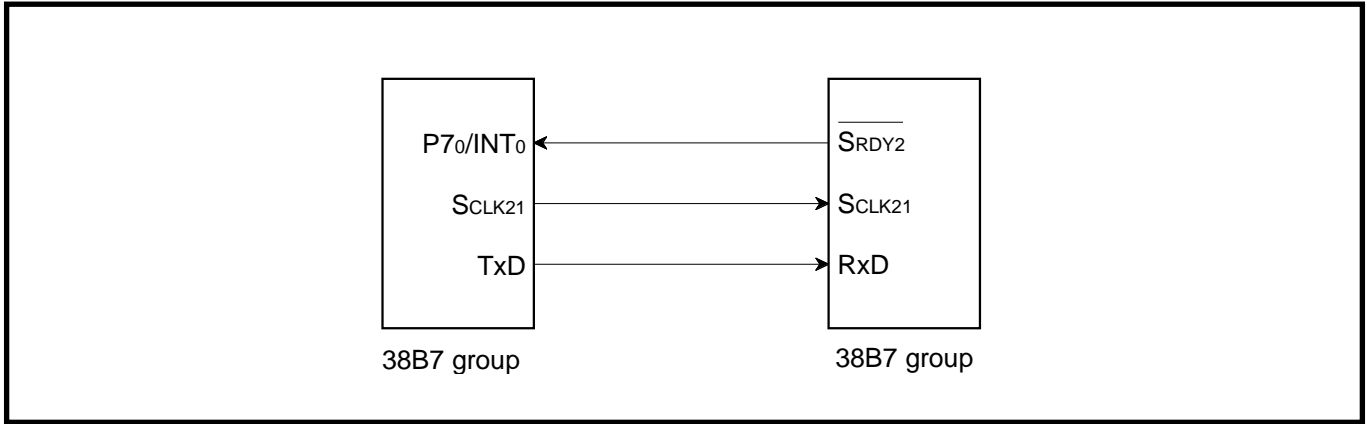 P70/INT0
SCLK21
TxD
38B7 group
SRDY2
SCLK21
RxD
38B7 group